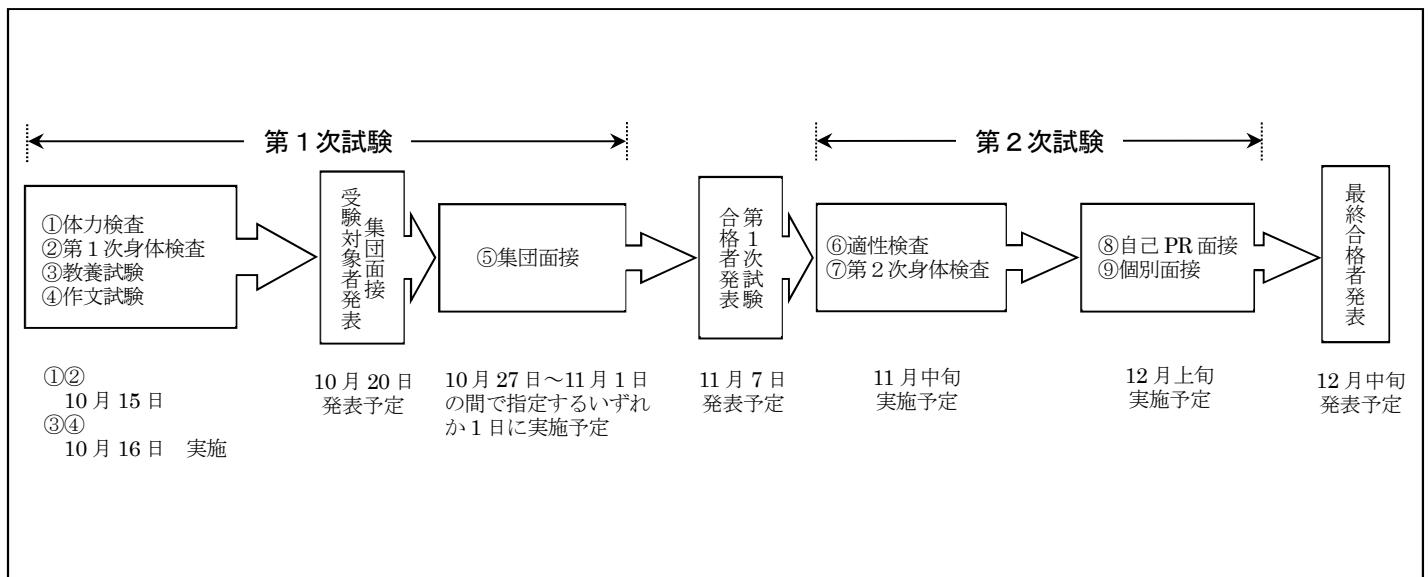 第１次試験
第２次試験
①体力検査
②第１次身体検査
③教養試験
④作文試験
集団面接
受験対象者発表
⑤集団面接
第１次試験
合格者発表
⑥適性検査
⑦第２次身体検査
⑧自己 PR 面接
⑨個別面接
最終合格者発表
①②
10 月 15 日
③④
10 月 16 日　実施
10 月 20 日
発表予定
10 月 27 日～11 月 1 日
の間で指定するいずれ
か 1 日に実施予定
11 月 7 日
発表予定
11 月中旬
実施予定
12 月上旬
実施予定
12 月中旬
発表予定